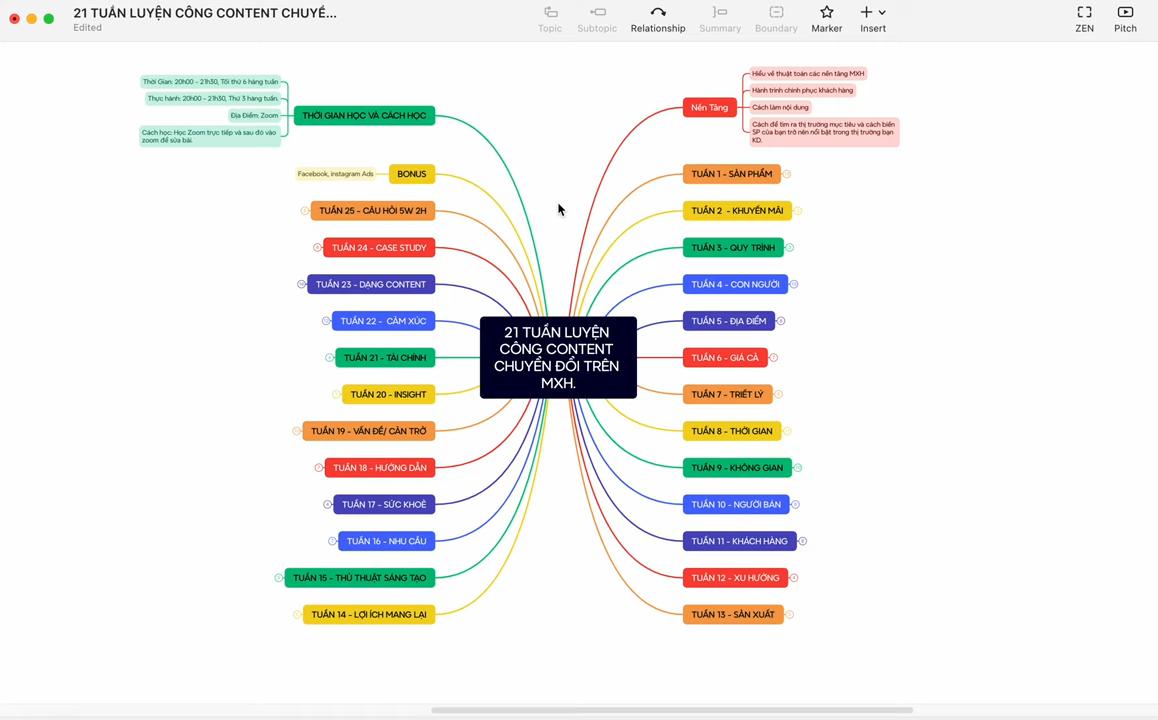 21 TUẦN LUYỆN CÔNG CONTENT CHUYỂ...
Edited
Topic
Subtopic
Relationship
Summary
Boundary
Marker
Insert
ZEN
Pitch
Thời Gian: 20h00 - 21h30, Tối thứ 6 hàng tuần
Thực hành: 20h00 - 21h30, Thứ 3 hàng tuần.
Địa Điểm: Zoom
Cách học: Học Zoom trực tiếp và sau đó vào
zoom để sửa bài.
THỜI GIAN HỌC VÀ CÁCH HỌC
Facebook, instagram Ads
BONUS
TUẦN 25 - CÂU HỎI 5W 2H
TUẦN 24 - CASE STUDY
TUẦN 23 - DẠNG CONTENT
TUẦN 22 - CẢM XÚC
TUẦN 21 - TÀI CHÍNH
TUẦN 20 - INSIGHT
TUẦN 19 - VẤN ĐỀ/ CẢN TRỞ
TUẦN 18 - HƯỚNG DẪN
TUẦN 17 - SỨC KHOẺ
TUẦN 16 - NHU CẦU
TUẦN 15 - THỦ THUẬT SÁNG TẠO
TUẦN 14 - LỢI ÍCH MANG LẠI
21 TUẦN LUYỆN
CÔNG CONTENT
CHUYỂN ĐỔI TRÊN
MXH.
Nền Tảng
Hiểu về thuật toán các nền tảng MXH
Hành trình chinh phục khách hàng
Cách làm nội dung
Cách để tìm ra thị trường mục tiêu và cách biến
SP của bạn trở nên nổi bật trong thị trường bạn
KD.
TUẦN 1 - SẢN PHẨM
TUẦN 2 - KHUYẾN MÃI
TUẦN 3 - QUY TRÌNH
TUẦN 4 - CON NGƯỜI
TUẦN 5 - ĐỊA ĐIỂM
TUẦN 6 - GIÁ CẢ
TUẦN 7 - TRIẾT LÝ
TUẦN 8 - THỜI GIAN
TUẦN 9 - KHÔNG GIAN
TUẦN 10 - NGƯỜI BÁN
TUẦN 11 - KHÁCH HÀNG
TUẦN 12 - XU HƯỚNG
TUẦN 13 - SẢN XUẤT